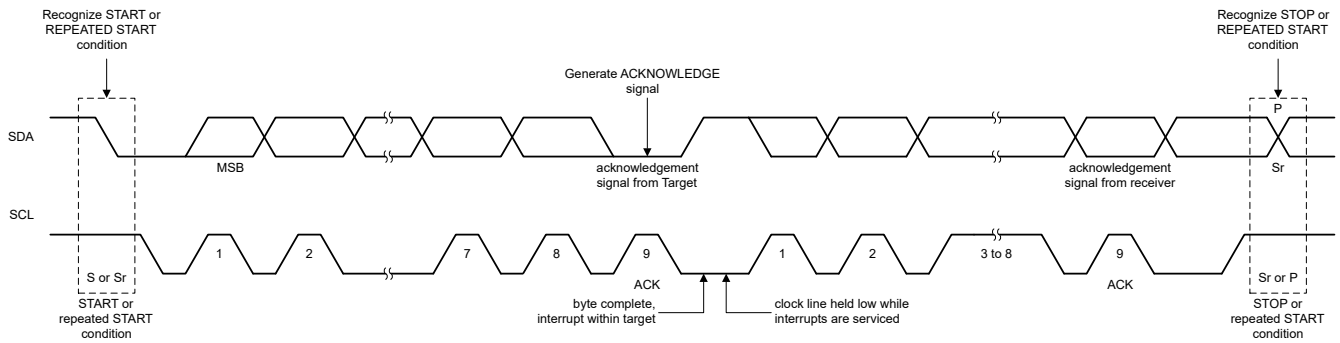 Recognize START or
REPEATED START
condition
Recognize STOP or
REPEATED START
condition
Generate ACKNOWLEDGE
signal
P
SDA
MSB
acknowledgement
signal from Target
acknowledgement
signal from receiver
Sr
SCL
1
2
7
8
9
1
2
3 to 8
9
S or Sr
ACK
ACK
Sr or P
START or
repeated START
condition
byte complete,
interrupt within target
clock line held low while
interrupts are serviced
STOP or
repeated START
condition